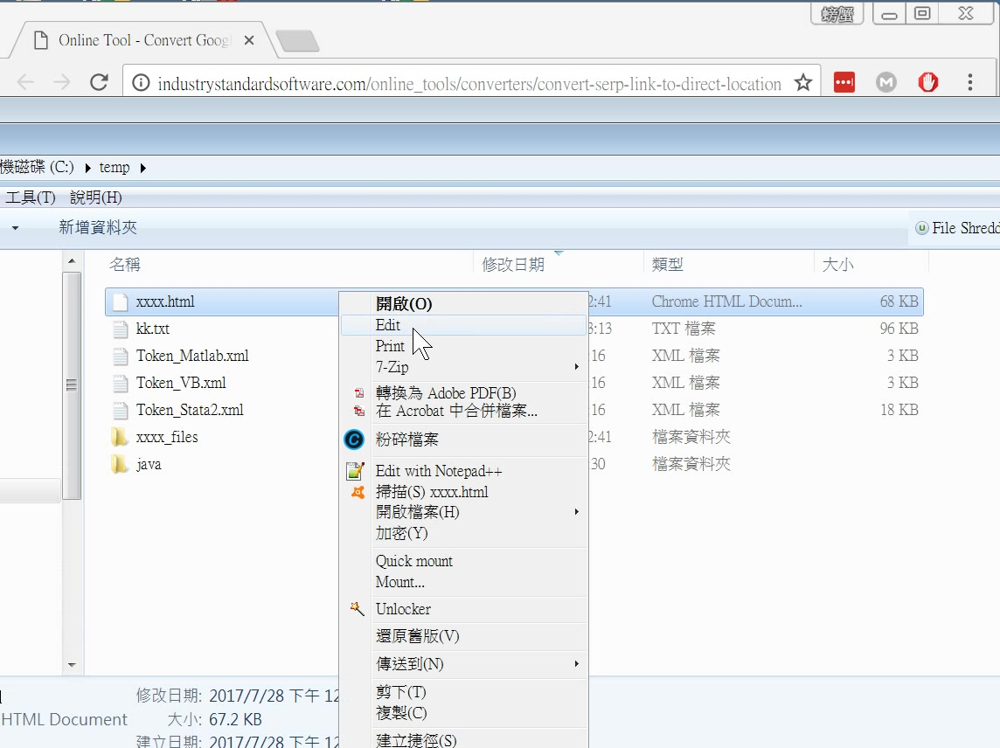 螃蟹
Online Tool - Convert Goog
industrystandardsoftware.com/online_tools/converters/convert-serp-link-to-direct-location
機磁碟 (C:) temp
工具(T) 說明(H)
新增資料夾 File Shredd
名稱 修改日期 類型 大小
xxxx.html 2:41 Chrome HTML Docum... 68 KB
kk.txt 3:13 TXT 檔案 96 KB
Token_Matlab.xml :16 XML 檔案 3 KB
Token_VB.xml :16 XML 檔案 3 KB
Token_Stata2.xml :16 XML 檔案 18 KB
xxxx_files 2:41 檔案資料夾
java :30 檔案資料夾
開啟(O)
Edit
Print
7-Zip
轉換為 Adobe PDF(B)
在 Acrobat 中合併檔案...
粉碎檔案
Edit with Notepad++
掃描(S) xxxx.html
開啟檔案(H)
加密(Y)
Quick mount
Mount...
Unlocker
還原舊版(V)
傳送到(N)
剪下(T)
複製(C)
建立捷徑(S)
修改日期: 2017/7/28 下午 12
HTML Document 大小: 67.2 KB
建立日期: 2017/7/28 下午 12